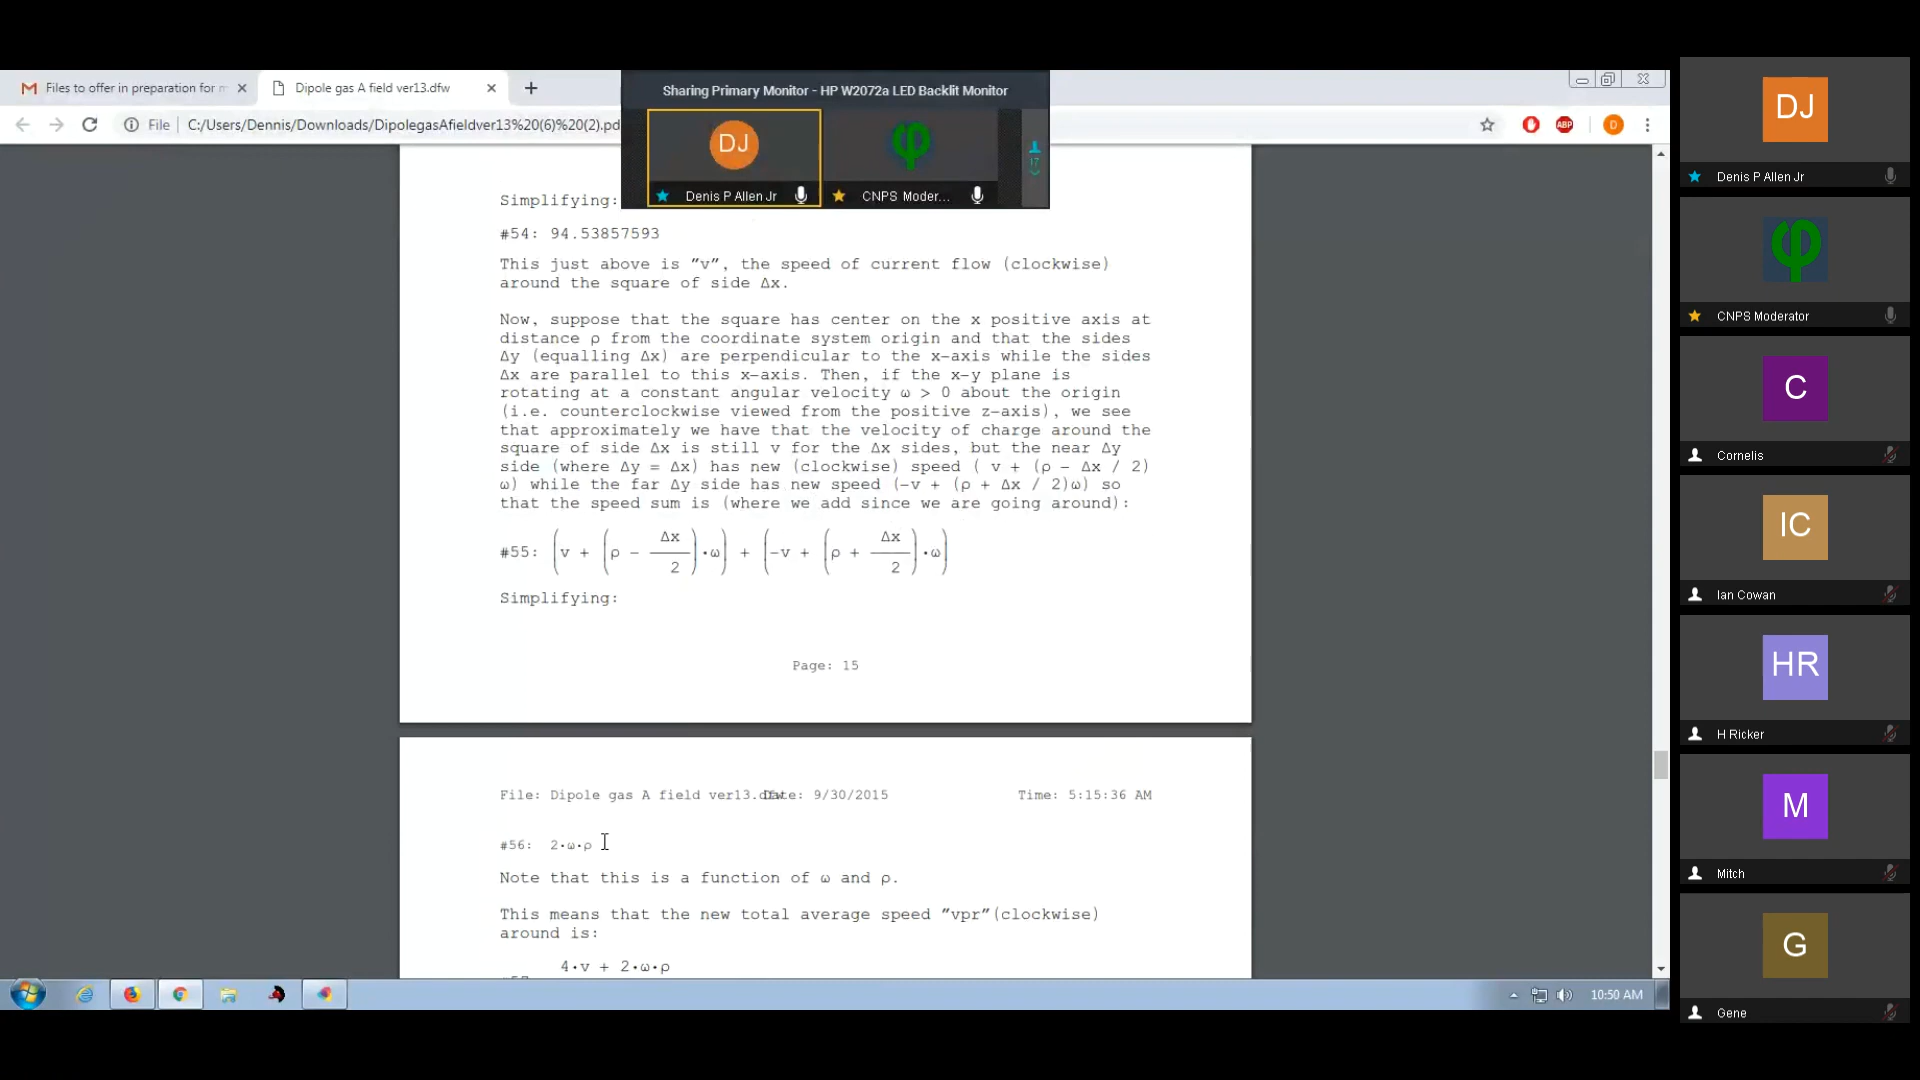 Files to offer in preparation for m
Dipole gas A field ver13.dfw
File
C:/Users/Dennis/Downloads/DipolegasAfieldver13%20(6)%20(2).pd
ABP
D
Sharing Primary Monitor - HP W2072a LED Backlit Monitor
DJ
Denis P Allen Jr
CNPS Moder...
17
Simplifying:
#54: 94.53857593
This just above is ”v”, the speed of current flow (clockwise)
around the square of side Δx.
Now, suppose that the square has center on the x positive axis at
distance ρ from the coordinate system origin and that the sides
Δy (equalling Δx) are perpendicular to the x-axis while the sides
Δx are parallel to this x-axis. Then, if the x-y plane is
rotating at a constant angular velocity ω > 0 about the origin
(i.e. counterclockwise viewed from the positive z-axis), we see
that approximately we have that the velocity of charge around the
square of side Δx is still v for the Δx sides, but the near Δy
side (where Δy = Δx) has new (clockwise) speed ( v + (ρ - Δx / 2)
ω) while the far Δy side has new speed (-v + (ρ + Δx / 2)ω) so
that the speed sum is (where we add since we are going around):
#55: (v + (ρ - Δx/2)·ω) + (-v + (ρ + Δx/2)·ω)
Simplifying:
Page: 15
File: Dipole gas A field ver13.dfw Date: 9/30/2015 Time: 5:15:36 AM
#56: 2·ω·ρ
Note that this is a function of ω and ρ.
This means that the new total average speed ”vpr”(clockwise)
around is:
4·v + 2·ω·ρ
10:50 AM
DJ
Denis P Allen Jr
CNPS Moderator
C
Cornelis
IC
Ian Cowan
HR
H Ricker
M
Mitch
G
Gene